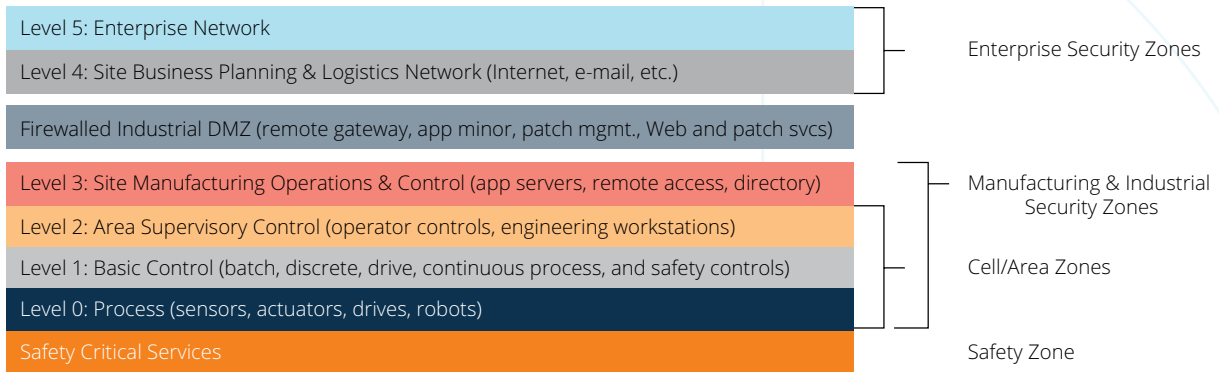 Level 5: Enterprise Network
Level 4: Site Business Planning & Logistics Network (Internet, e-mail, etc.)
Enterprise Security Zones
Firewalled Industrial DMZ (remote gateway, app minor, patch mgmt., Web and patch svcs)
Level 3: Site Manufacturing Operations & Control (app servers, remote access, directory)
Level 2: Area Supervisory Control (operator controls, engineering workstations)
Level 1: Basic Control (batch, discrete, drive, continuous process, and safety controls)
Level 0: Process (sensors, actuators, drives, robots)
Manufacturing & Industrial
Security Zones
Cell/Area Zones
Safety Critical Services
Safety Zone